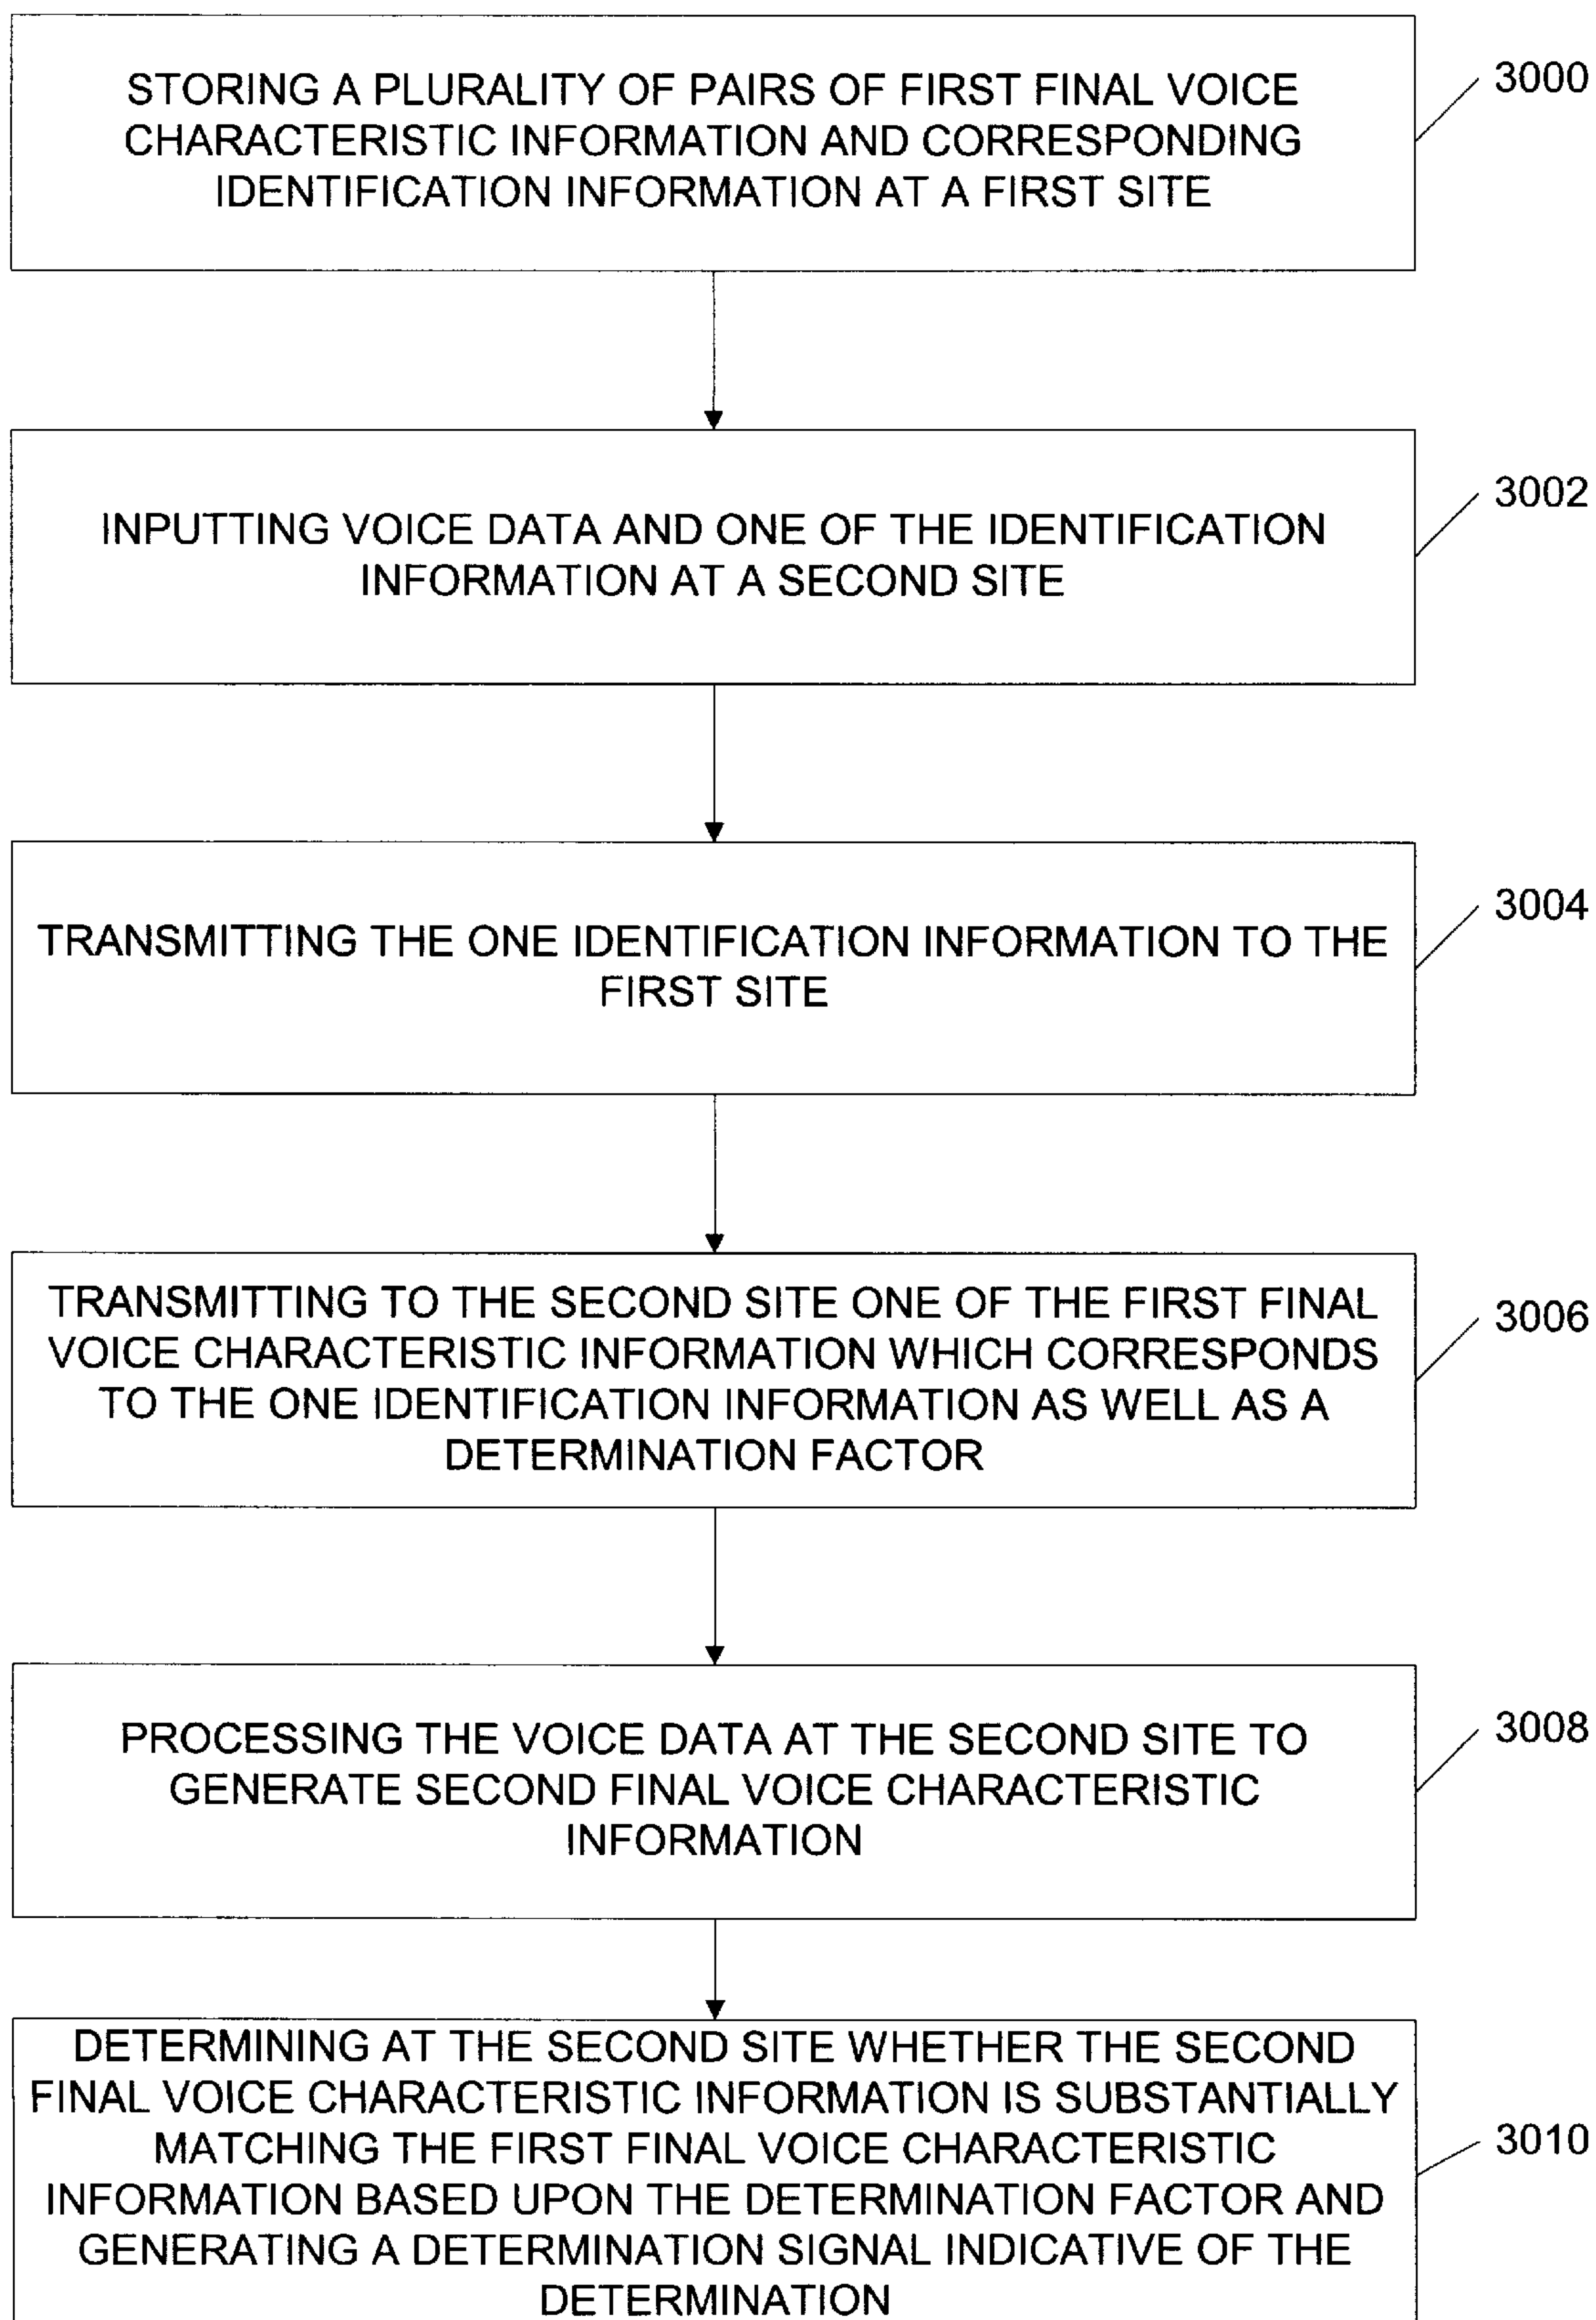 STORING A PLURALITY OF PAIRS OF FIRST FINAL VOICE
CHARACTERISTIC INFORMATION AND CORRESPONDING
IDENTIFICATION INFORMATION AT A FIRST SITE
3000
INPUTTING VOICE DATA AND ONE OF THE IDENTIFICATION
INFORMATION AT A SECOND SITE
3002
TRANSMITTING THE ONE IDENTIFICATION INFORMATION TO THE
FIRST SITE
3004
TRANSMITTING TO THE SECOND SITE ONE OF THE FIRST FINAL
VOICE CHARACTERISTIC INFORMATION WHICH CORRESPONDS
TO THE ONE IDENTIFICATION INFORMATION AS WELL AS A
DETERMINATION FACTOR
3006
PROCESSING THE VOICE DATA AT THE SECOND SITE TO
GENERATE SECOND FINAL VOICE CHARACTERISTIC
INFORMATION
3008
DETERMINING AT THE SECOND SITE WHETHER THE SECOND
FINAL VOICE CHARACTERISTIC INFORMATION IS SUBSTANTIALLY
MATCHING THE FIRST FINAL VOICE CHARACTERISTIC
INFORMATION BASED UPON THE DETERMINATION FACTOR AND
GENERATING A DETERMINATION SIGNAL INDICATIVE OF THE
DETERMINATION
3010